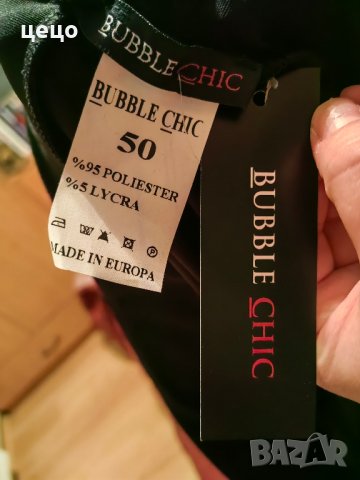 цецо
BUBBLE CHIC
BUBBLE CHIC
50
%95 POLIESTER
%5 LYCRA
MADE IN EUROPA
BUBBLE CHIC
BAZAR